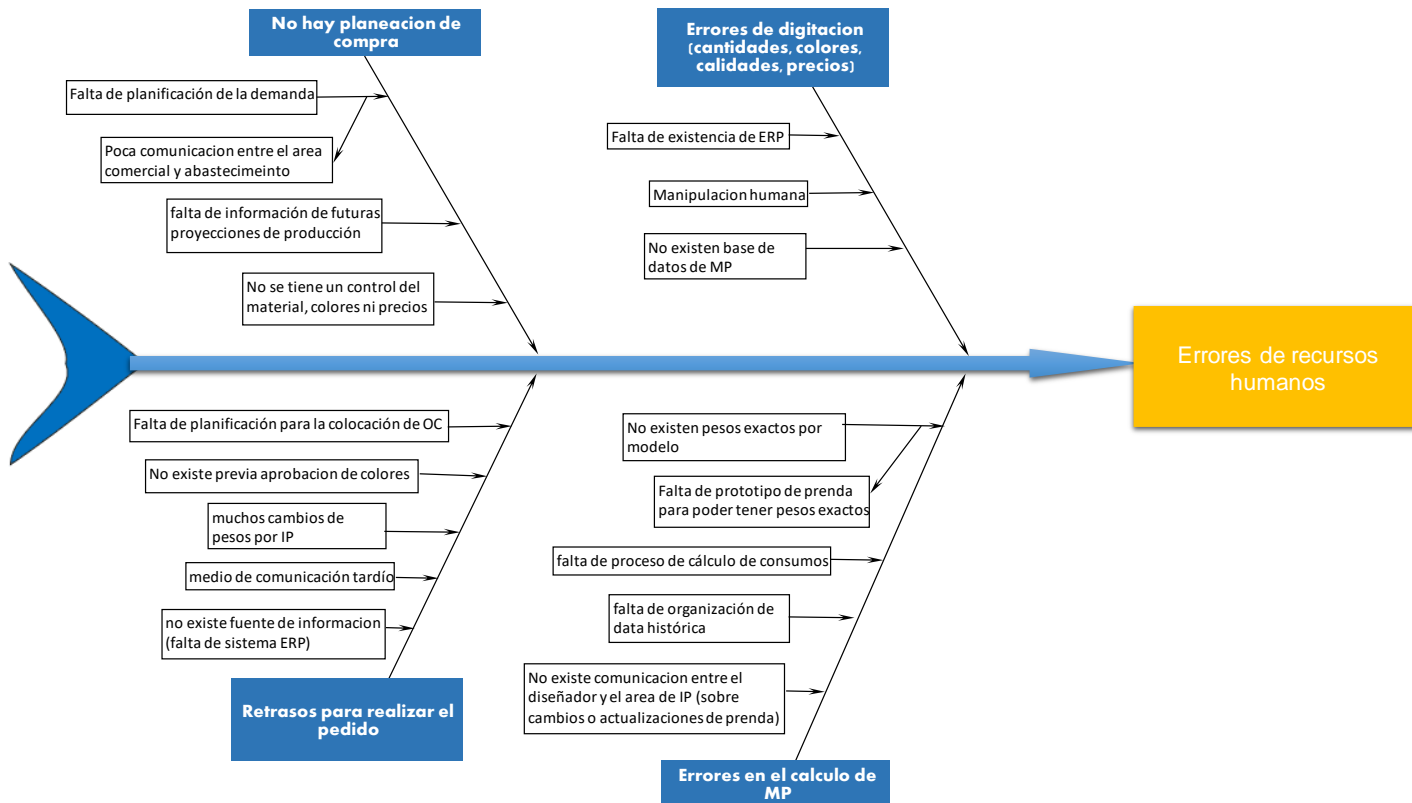 No hay planeacion de
compra
Falta de planificación de la demanda
Poca comunicacion entre el area
comercial y abastecimeinto
falta de información de futuras
proyecciones de producción
No se tiene un control del
material, colores ni precios
Errores de digitacion
(cantidades, colores,
calidades, precios)
Falta de existencia de ERP
Manipulacion humana
No existen base de
datos de MP
Errores de recursos
humanos
Falta de planificación para la colocación de OC
No existe previa aprobacion de colores
muchos cambios de
pesos por IP
medio de comunicación tardío
no existe fuente de informacion
(falta de sistema ERP)
Retrasos para realizar el
pedido
No existen pesos exactos por
modelo
Falta de prototipo de prenda
para poder tener pesos exactos
falta de proceso de cálculo de consumos
falta de organización de
data histórica
No existe comunicacion entre el
diseñador y el area de IP (sobre
cambios o actualizaciones de prenda)
Errores en el calculo de
MP